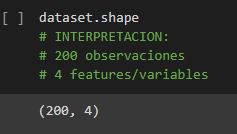 [ ] dataset.shape
# INTERPRETACION:
# 200 observaciones
# 4 features/variables
(200, 4)